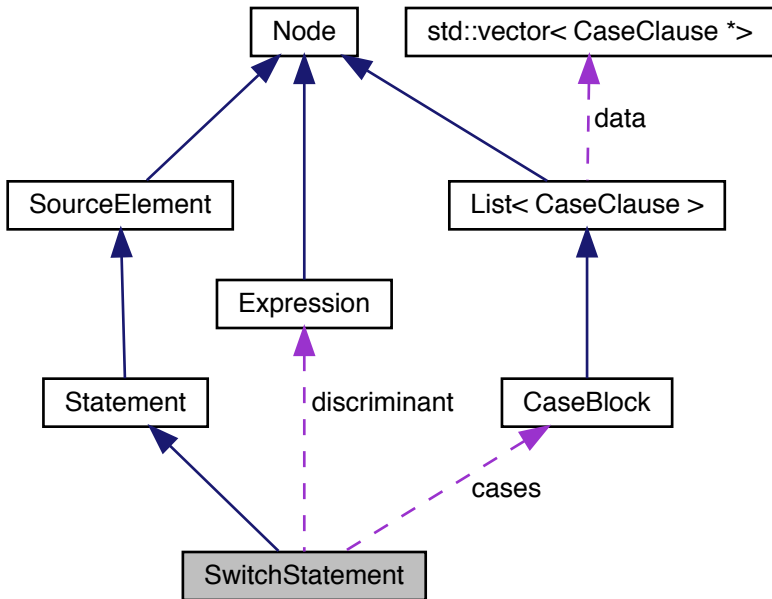 Node
std::vector< CaseClause *>
data
SourceElement
List< CaseClause >
Expression
Statement
discriminant
CaseBlock
cases
SwitchStatement